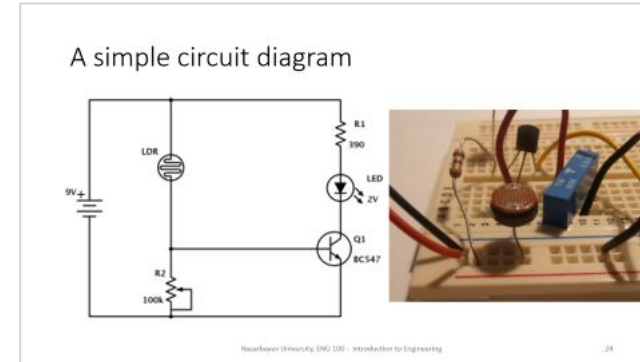 A simple circuit diagram
LDR
R1
390
9V
LED
2V
Q1
BC547
R2
100k
Nazarbayev University, ENG 100 - Introduction to Engineering
24